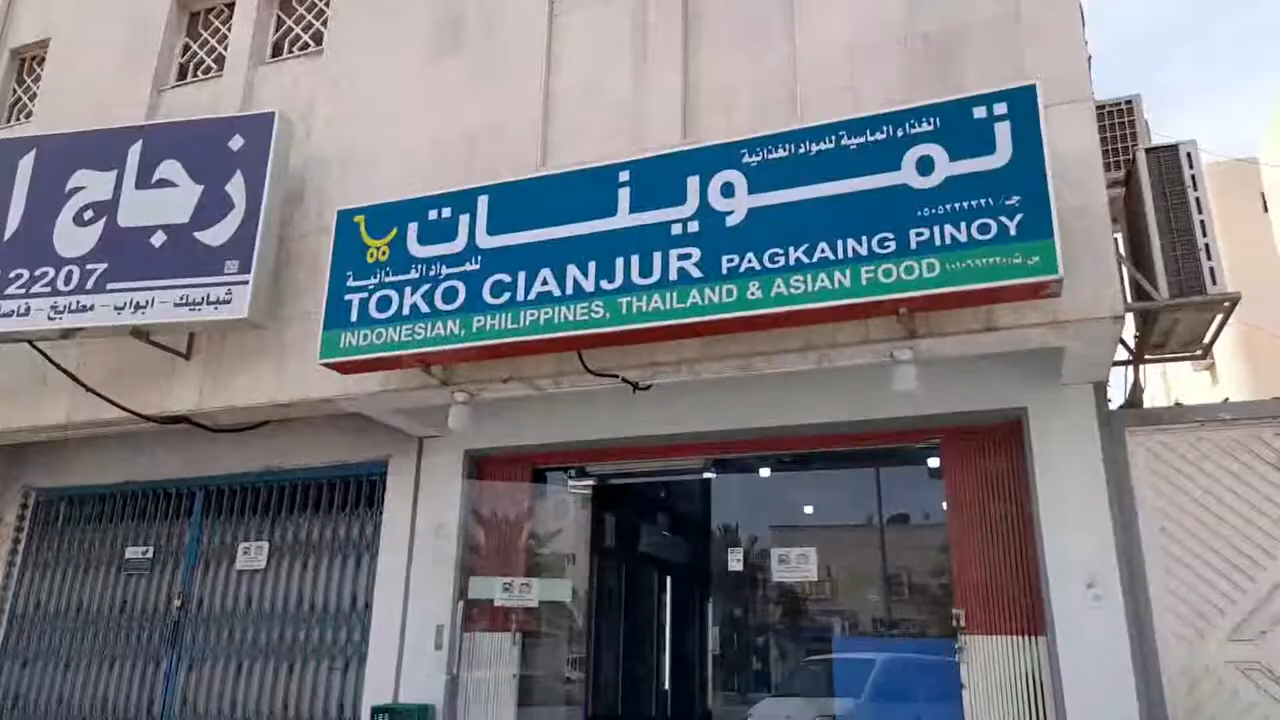 زجاج ا
2207
شبابيك - ابواب - مطابخ - فاصل
الغذاء الماسية للمواد الغذائية
تموينات
للمواد الغذائية
TOKO CIANJUR PAGKAING PINOY
INDONESIAN, PHILIPPINES, THAILAND & ASIAN FOOD